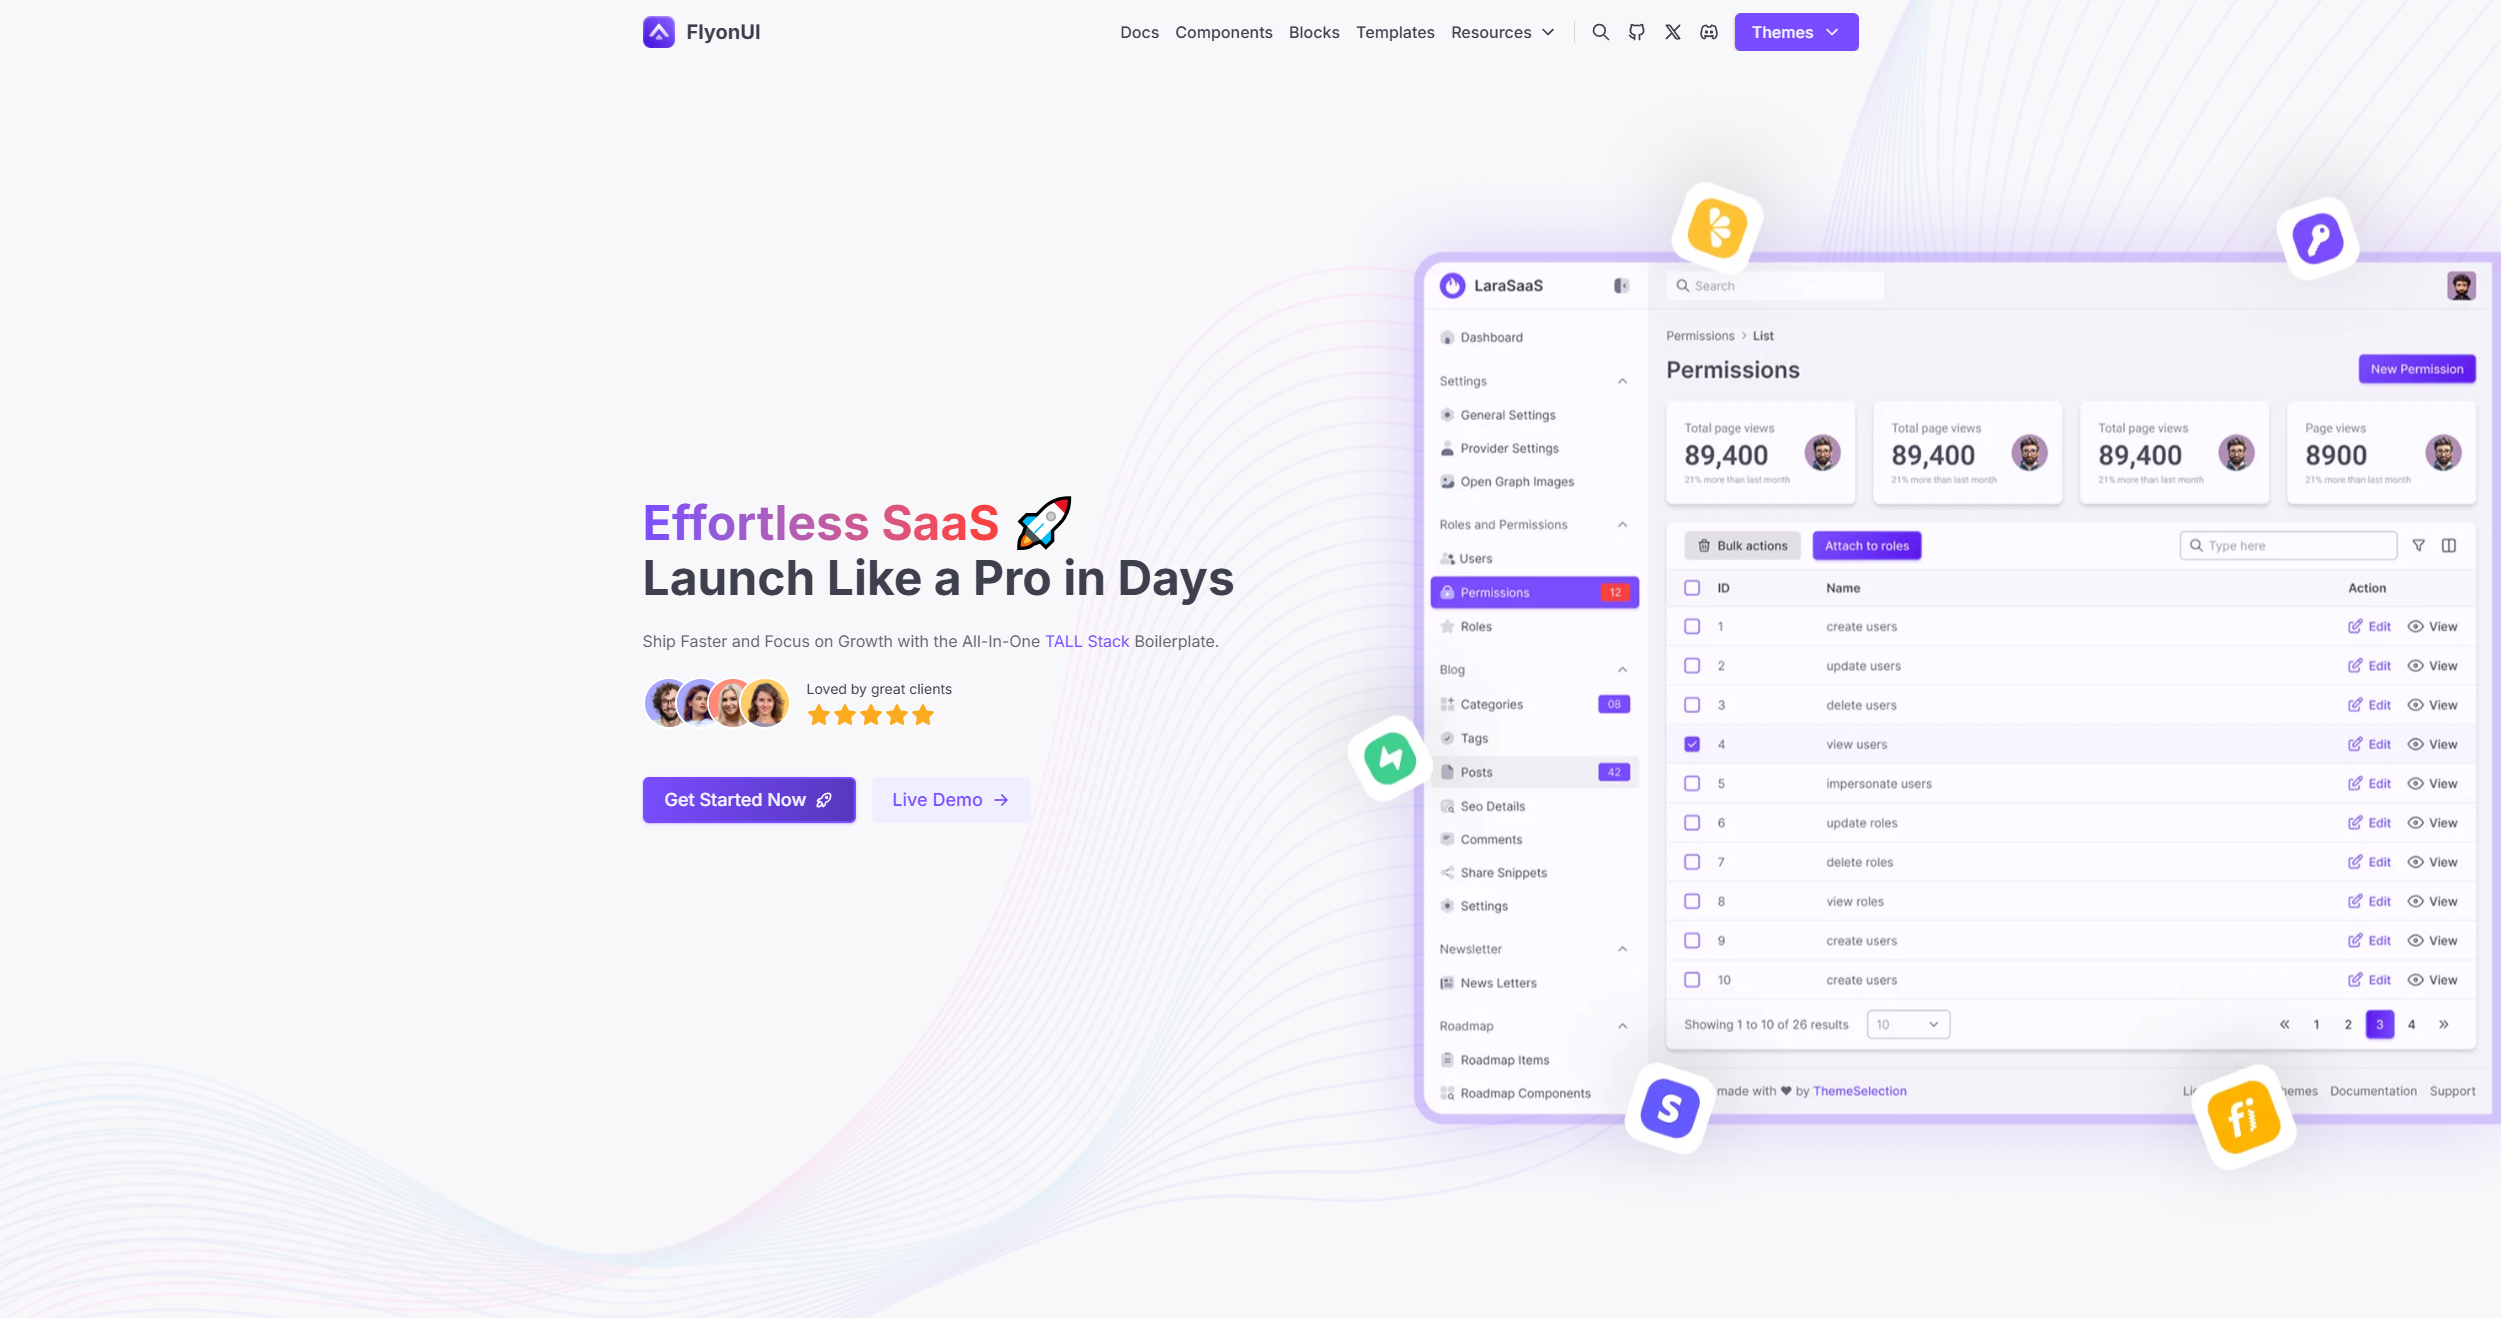 FlyonUI
Docs Components Blocks Templates Resources Themes
Effortless SaaS 🚀
Launch Like a Pro in Days
Ship Faster and Focus on Growth with the All-In-One TALL Stack Boilerplate.
Loved by great clients
Get Started Now
Live Demo
LaraSaaS
Dashboard
Settings
General Settings
Provider Settings
Open Graph Images
Roles and Permissions
Users
Permissions 12
Roles
Blog
Categories 08
Tags
Posts 42
Seo Details
Comments
Share Snippets
Settings
Newsletter
News Letters
Roadmap
Roadmap Items
Roadmap Components
Search
Permissions > List
Permissions
New Permission
Total page views
89,400
21% more than last month
Total page views
89,400
21% more than last month
Total page views
89,400
21% more than last month
Page views
8900
21% more than last month
Bulk actions Attach to roles Type here
ID Name Action
1 create users Edit View
2 update users Edit View
3 delete users Edit View
4 view users Edit View
5 impersonate users Edit View
6 update roles Edit View
7 delete roles Edit View
8 view roles Edit View
9 create users Edit View
10 create users Edit View
Showing 1 to 10 of 26 results 10 « 1 2 3 4 »
made with ❤ by ThemeSelection Documentation Support
S
fi